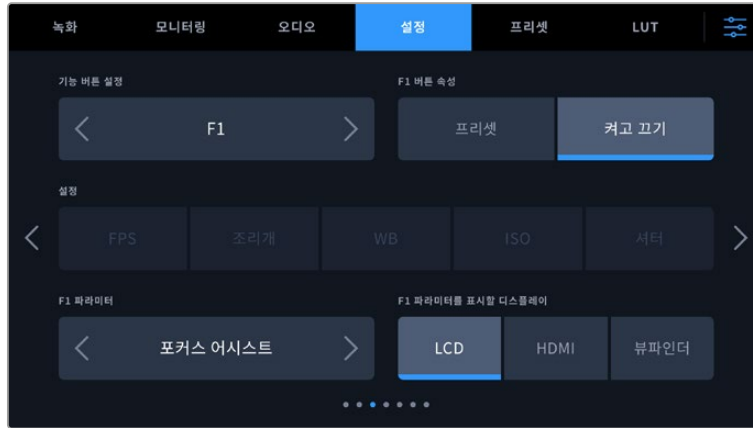 녹화 모니터링 오디오 설정 프리셋 LUT
기능 버튼 설정 F1 버튼 속성
F1 프리셋 켜고 끄기
설정
FPS 조리개 WB ISO 셔터
F1 파라미터 F1 파라미터를 표시할 디스플레이
포커스 어시스트 LCD HDMI 뷰파인더